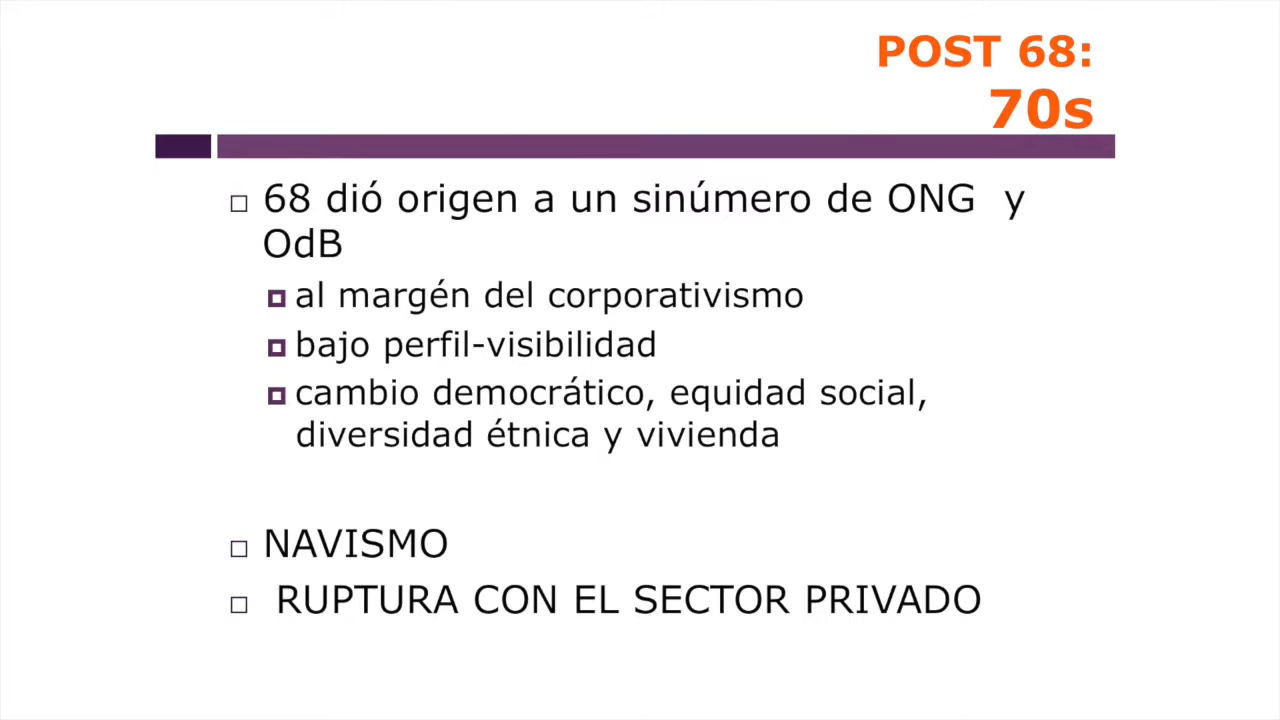 POST 68:
70s
68 dió origen a un sinúmero de ONG y
OdB
al margén del corporativismo
bajo perfil-visibilidad
cambio democrático, equidad social,
diversidad étnica y vivienda
NAVISMO
RUPTURA CON EL SECTOR PRIVADO